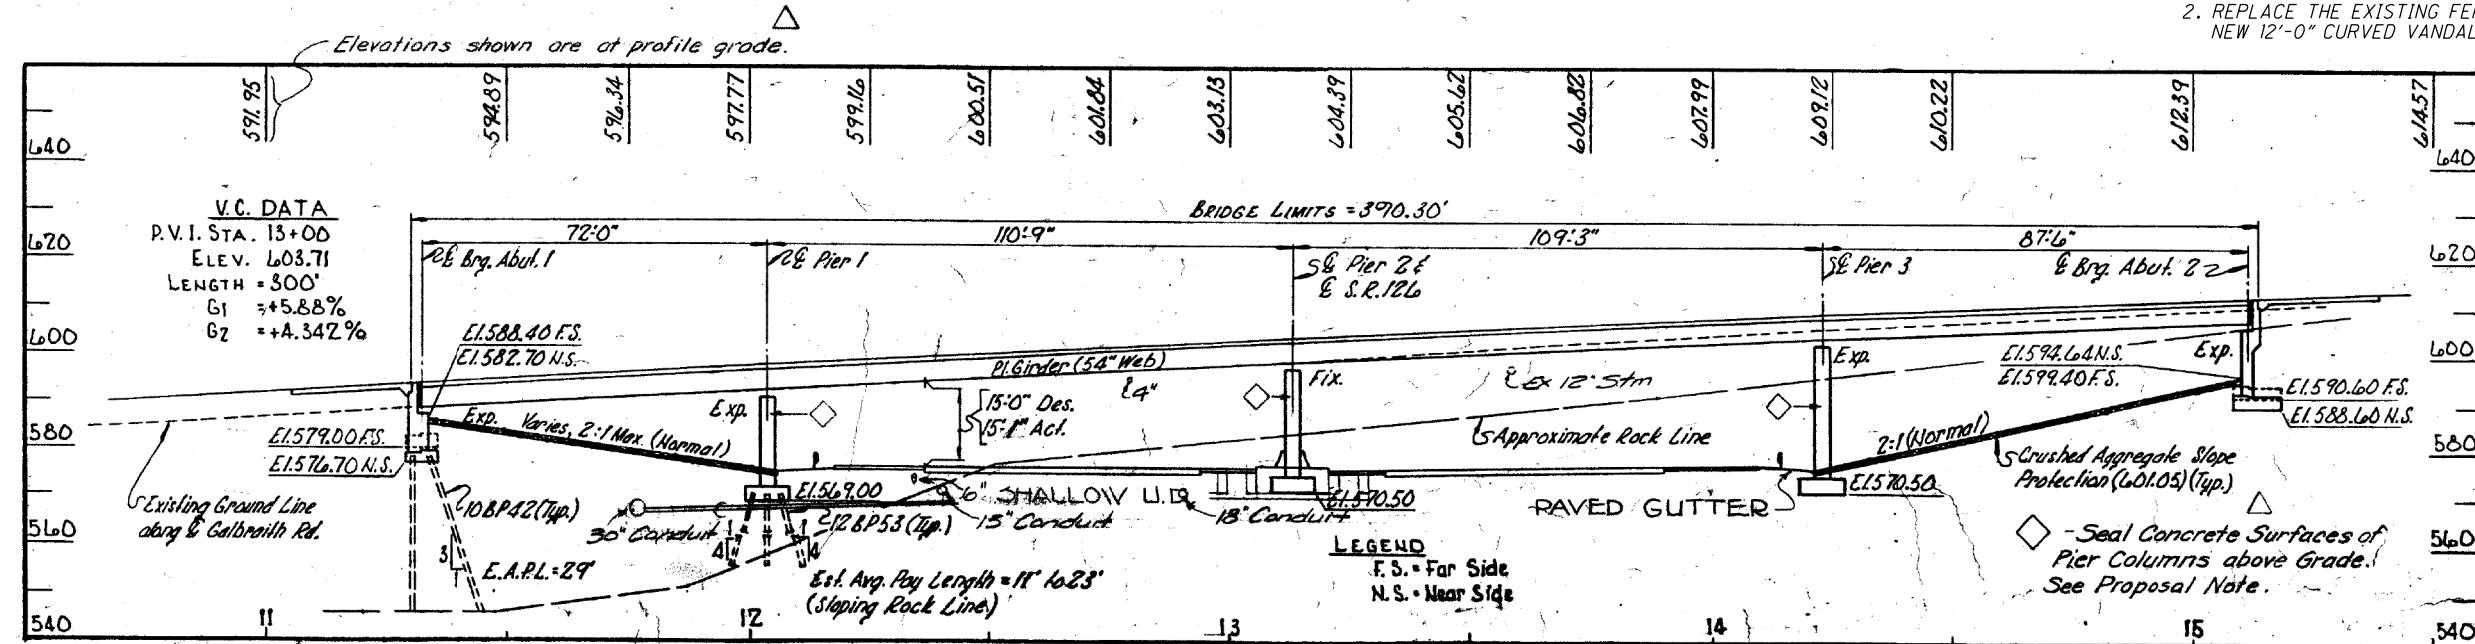 2. REPLACE THE EXISTING
NEW 12'-0" CURVED
Elevations shown are at profile grade.
591.95
594.89
596.34
597.77
599.16
600.51
601.84
603.13
604.39
605.62
606.82
607.99
609.12
610.22
612.39
614.57
640
640
V.C. DATA
P.V.I. STA. 13+00
ELEV. 603.71
LENGTH = 300'
G1 = +5.88%
G2 = +4.342%
BRIDGE LIMITS = 390.30'
620
72'-0"
110'-9"
109'-3"
87'-6"
620
℄ Brg. Abut. 1
℄ Pier 1
℄ Pier 2 &
℄ S.R. 126
℄ Pier 3
℄ Brg. Abut. 2
600
El. 588.40 F.S.
El. 582.70 N.S.
Pl. Girder (54" Web)
4"
Fix.
℄ Ex 12" Stm
Exp.
El. 594.64 N.S.
El. 599.40 F.S.
Exp.
600
El. 590.60 F.S.
El. 588.60 N.S.
580
Exp.
Varies, 2:1 Max. (Normal)
Exp.
15'-0" Des.
15'-1" Act.
Approximate Rock Line
2:1 (Normal)
580
El. 579.00 F.S.
El. 576.70 N.S.
Crushed Aggregate Slope
Protection (601.05) (Typ.)
Existing Ground Line
along ℄ Galbraith Rd.
10BP42 (Typ.)
El. 569.00
6" SHALLOW U.D.
El. 570.50
PAVED GUTTER
El. 570.50
30" Conduit
12BP53 (Typ.)
15" Conduit
18" Conduit
560
560
3
1
4
1
4
E.A.P.L. = 29'
Est. Avg. Pay Length = 11' to 23'
(Sloping Rock Line)
LEGEND
F.S. = Far Side
N.S. = Near Side
- Seal Concrete Surfaces of
Pier Columns above Grade.
See Proposal Note.
540
11
12
13
14
15
540